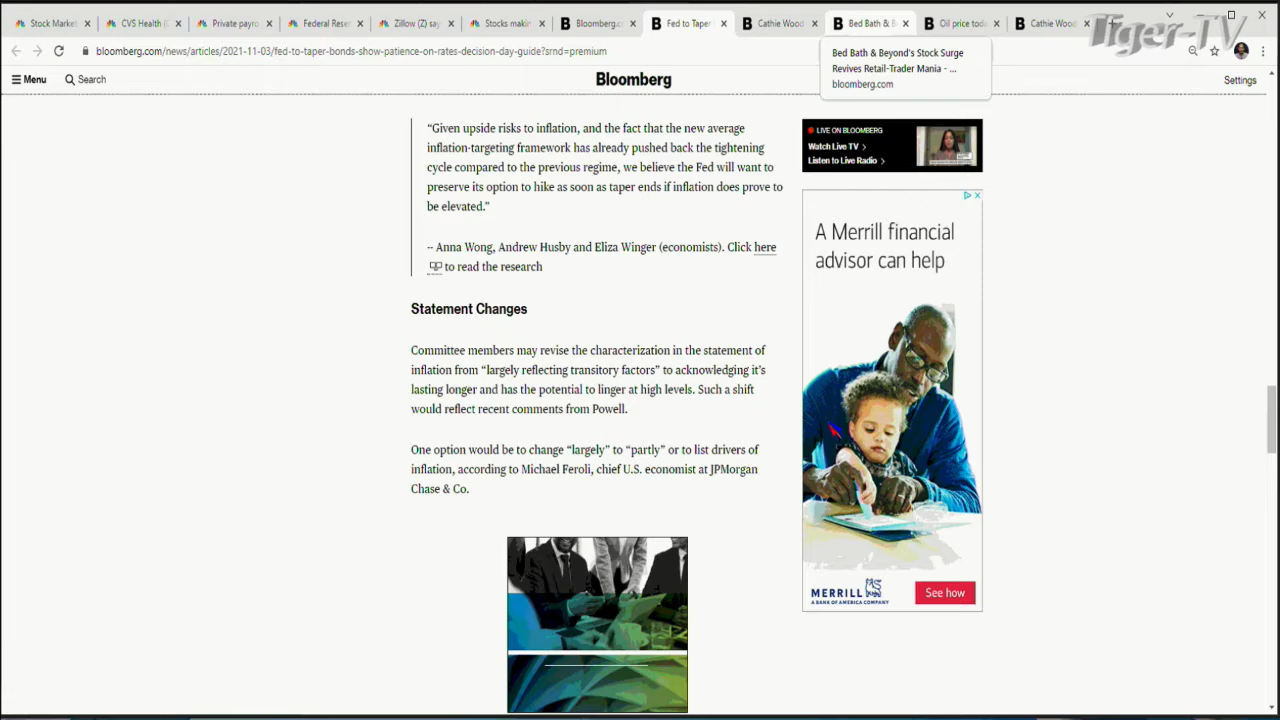 Stock Market
CVS Health (
Private payro
Federal Rese
Zillow (Z) say
Stocks makin
Bloomberg.co
Fed to Taper
Cathie Wood
Bed Bath & B
Oil price toda
Cathie Wood
Tiger-TV
bloomberg.com/news/articles/2021-11-03/fed-to-taper-bonds-show-patience-on-rates-decision-day-guide?srnd=premium
Bed Bath & Beyond's Stock Surge
Revives Retail-Trader Mania - ...
bloomberg.com
Menu
Search
Bloomberg
Settings
“Given upside risks to inflation, and the fact that the new average
inflation-targeting framework has already pushed back the tightening
cycle compared to the previous regime, we believe the Fed will want to
preserve its option to hike as soon as taper ends if inflation does prove to
be elevated.”
-- Anna Wong, Andrew Husby and Eliza Winger (economists). Click here
to read the research
Statement Changes
Committee members may revise the characterization in the statement of
inflation from “largely reflecting transitory factors” to acknowledging it’s
lasting longer and has the potential to linger at high levels. Such a shift
would reflect recent comments from Powell.
One option would be to change “largely” to “partly” or to list drivers of
inflation, according to Michael Feroli, chief U.S. economist at JPMorgan
Chase & Co.
LIVE ON BLOOMBERG
Watch Live TV
Listen to Live Radio
A Merrill financial
advisor can help
MERRILL
A BANK OF AMERICA COMPANY
See how